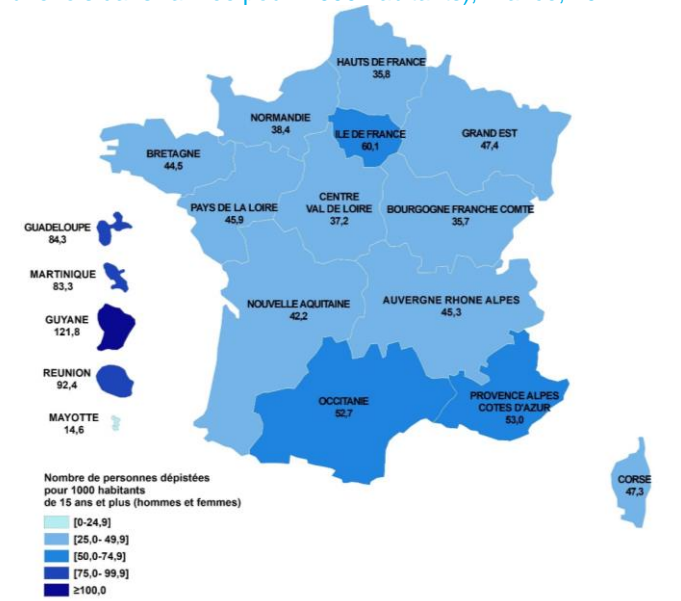 HAUTS DE FRANCE
35,8
NORMANDIE
38,4
ILE DE FRANCE
60,1
GRAND EST
47,4
BRETAGNE
44,5
PAYS DE LA LOIRE
45,9
CENTRE
VAL DE LOIRE
37,2
BOURGOGNE FRANCHE COMTE
35,7
GUADELOUPE
84,3
MARTINIQUE
83,3
GUYANE
121,8
REUNION
92,4
MAYOTTE
14,6
NOUVELLE AQUITAINE
42,2
AUVERGNE RHONE ALPES
45,3
OCCITANIE
52,7
PROVENCE ALPES
COTES D'AZUR
53,0
CORSE
47,3
Nombre de personnes dépistées
pour 1000 habitants
de 15 ans et plus (hommes et femmes)
[0-24,9]
[25,0- 49,9]
[50,0-74,9]
[75,0- 99,9]
≥100,0